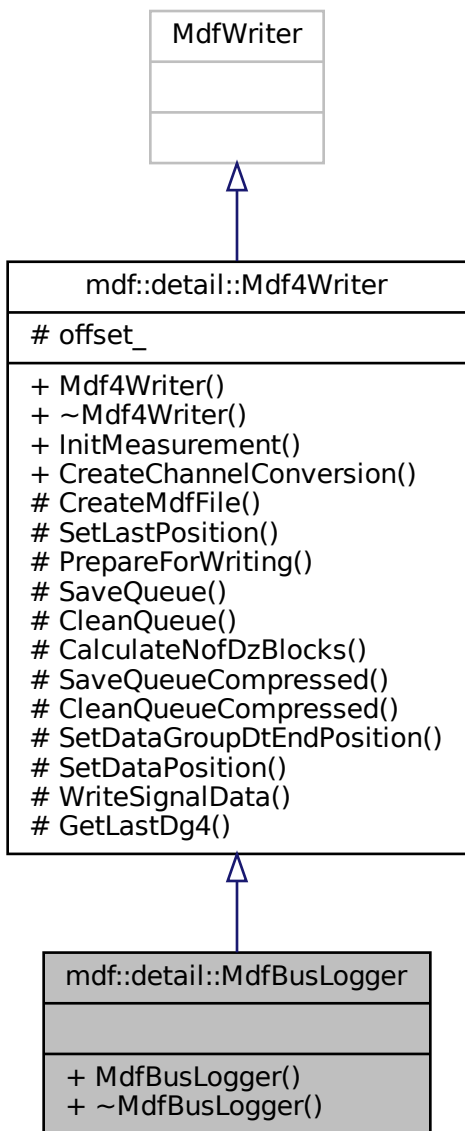 MdfWriter
mdf::detail::Mdf4Writer
# offset_
+ Mdf4Writer()
+ ~Mdf4Writer()
+ InitMeasurement()
+ CreateChannelConversion()
# CreateMdfFile()
# SetLastPosition()
# PrepareForWriting()
# SaveQueue()
# CleanQueue()
# CalculateNofDzBlocks()
# SaveQueueCompressed()
# CleanQueueCompressed()
# SetDataGroupDtEndPosition()
# SetDataPosition()
# WriteSignalData()
# GetLastDg4()
mdf::detail::MdfBusLogger
+ MdfBusLogger()
+ ~MdfBusLogger()